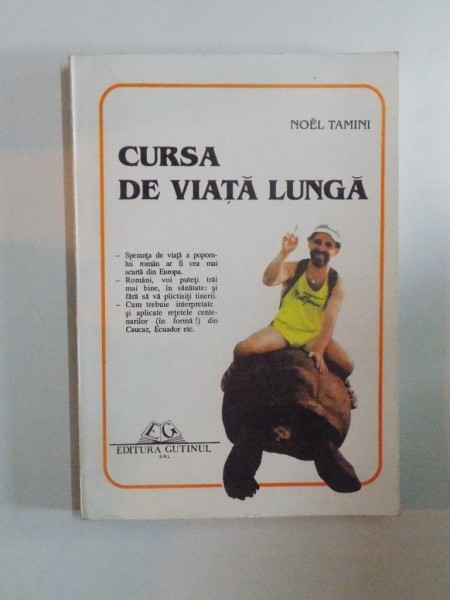 NOËL TAMINI
CURSA
DE VIAȚĂ LUNGĂ
– Speranța de viață a poporu-
lui român ar fi cea mai
scurtă din Europa.
– Români, voi puteți trăi
mai bine, în sănătate: și
fără să vă plictisiți tinerii.
– Cum trebuie interpretate
și aplicate rețetele cente-
narilor (în formă!) din
Caucaz, Ecuador etc.
EG
EDITURA GUTINUL
S.R.L.